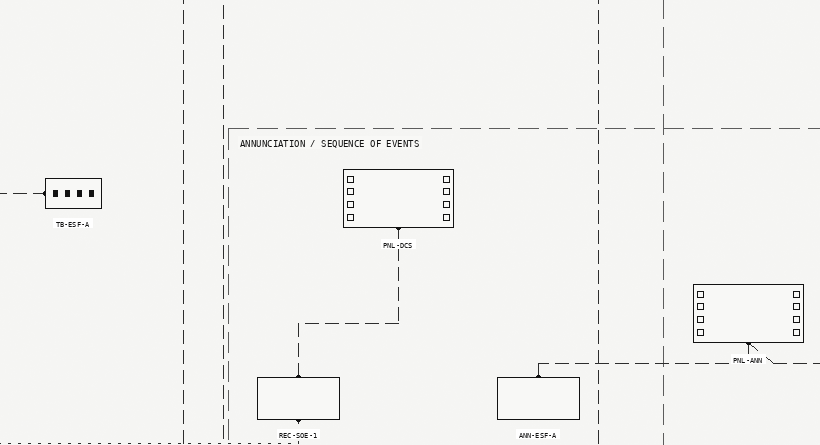 ANNUNCIATION / SEQUENCE OF EVENTS
TB-ESF-A
PNL-DCS
PNL-ANN
REC-SOE-1
ANN-ESF-A